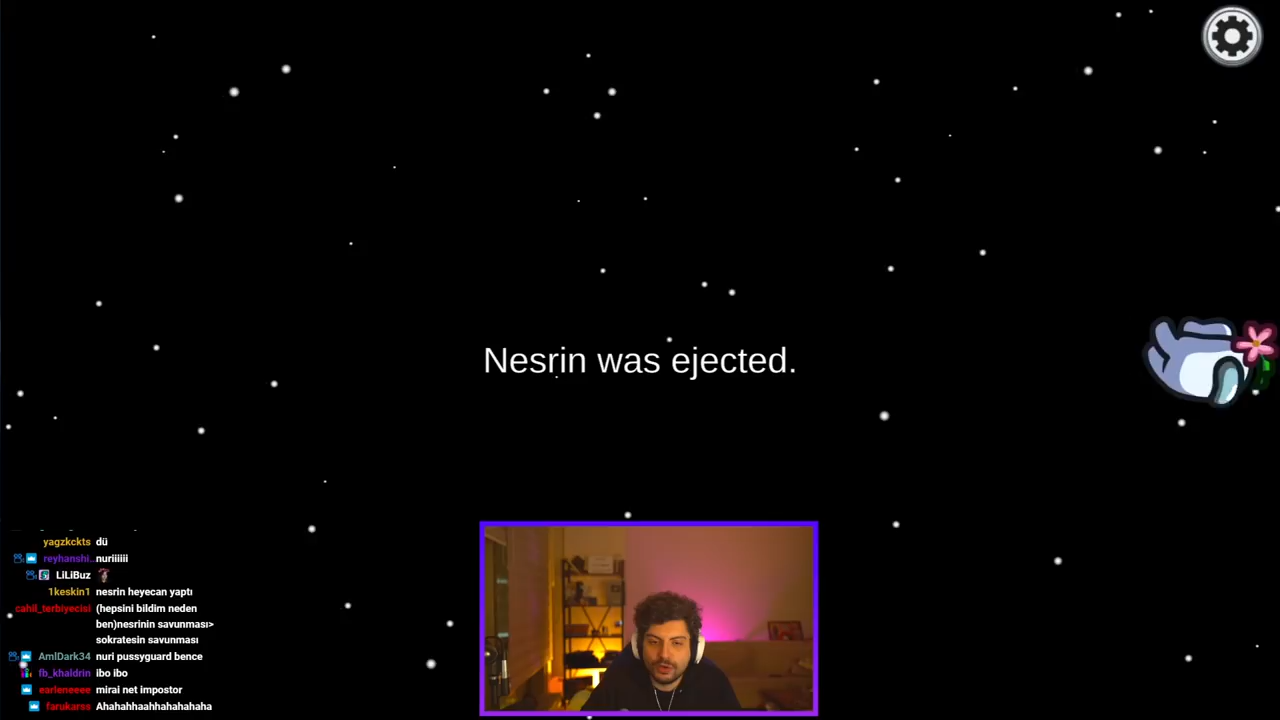 Nesrin was ejected.
yagzkckts dü
reyhanshi.. nuriiiiii
LiLiBuz
1keskin1 nesrin heyecan yaptı
cahil_terbiyecisi (hepsini bildim neden
ben)nesrinin savunması>
sokratesin savunması
AmlDark34 nuri pussyguard bence
fb_khaldrin ibo ibo
earleneeee mirai net impostor
farukarss Ahahahhaahhahahahaha